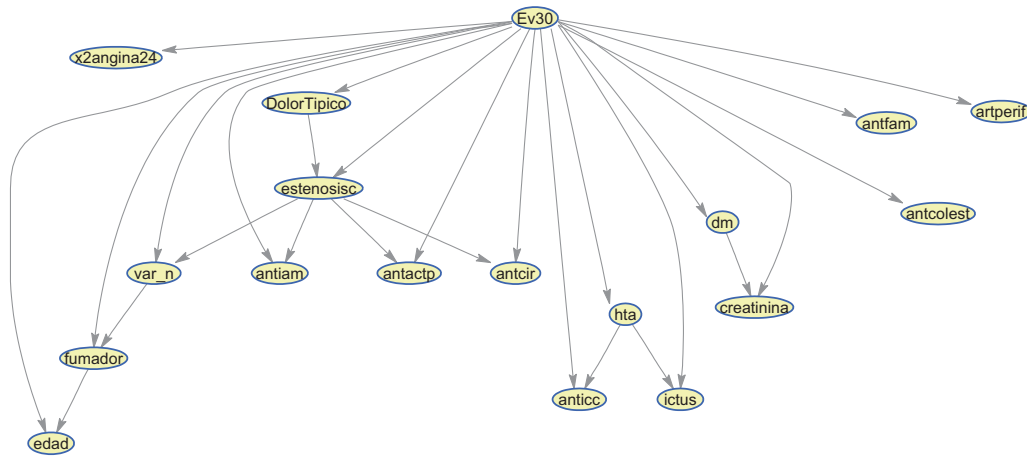 Ev30
x2angina24
DolorTipico
artperif
antfam
estenosisc
antcolest
dm
var_n
antiam
antactp
antcir
creatinina
hta
fumador
anticc
ictus
edad